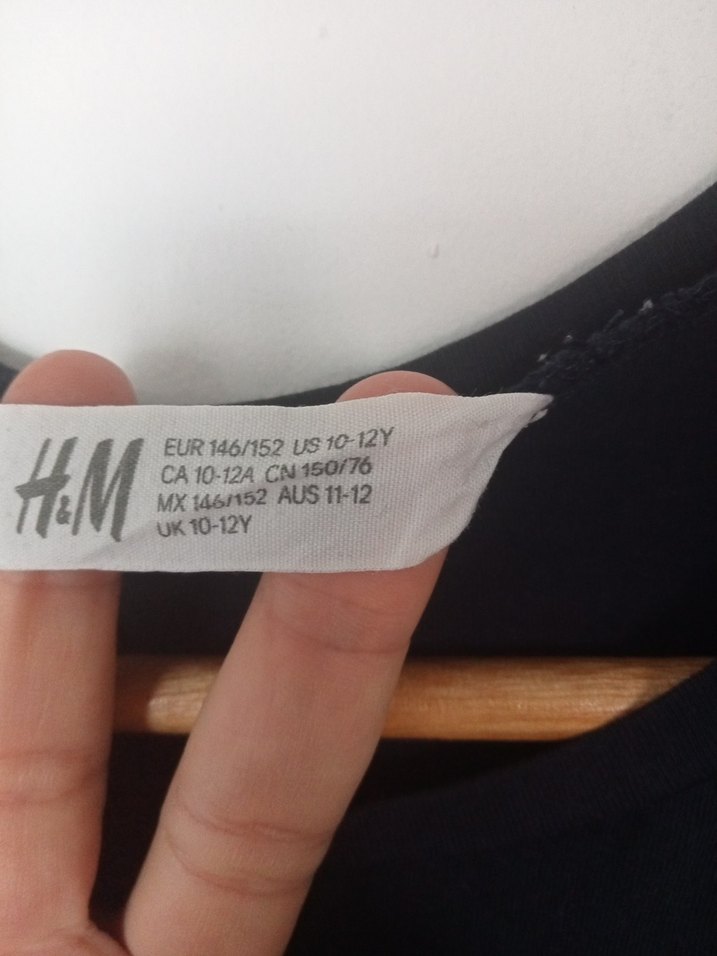 H&M
EUR 146/152 US 10-12Y
CA 10-12A CN 150/76
MX 146/152 AUS 11-12
UK 10-12Y